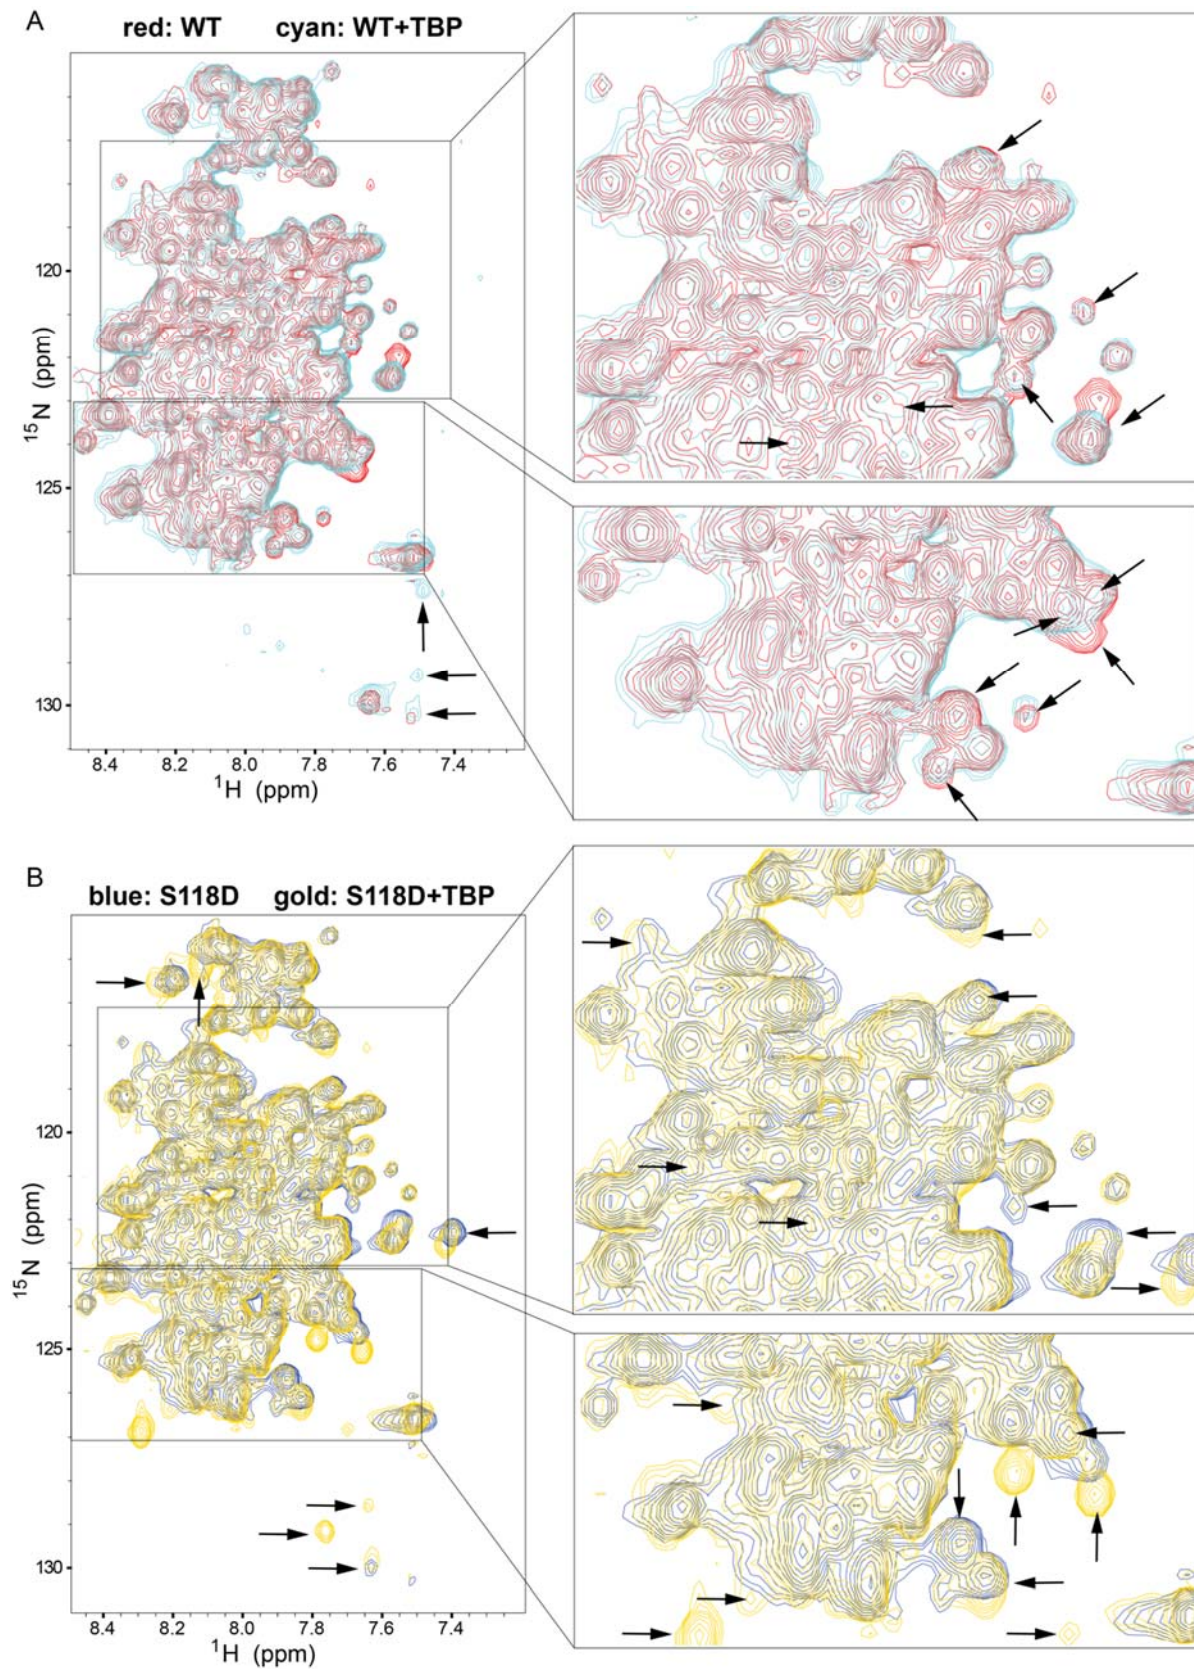 A
red: WT cyan: WT+TBP
120
125
130
15N (ppm)
8.4 8.2 8.0 7.8 7.6 7.4
1H (ppm)
B
blue: S118D gold: S118D+TBP
120
125
130
15N (ppm)
8.4 8.2 8.0 7.8 7.6 7.4
1H (ppm)